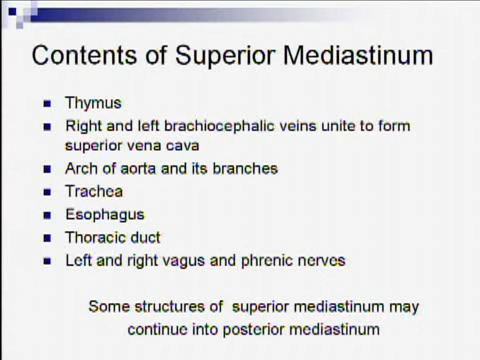 Contents of Superior Mediastinum
Thymus
Right and left brachiocephalic veins unite to form
superior vena cava
Arch of aorta and its branches
Trachea
Esophagus
Thoracic duct
Left and right vagus and phrenic nerves
Some structures of superior mediastinum may
continue into posterior mediastinum